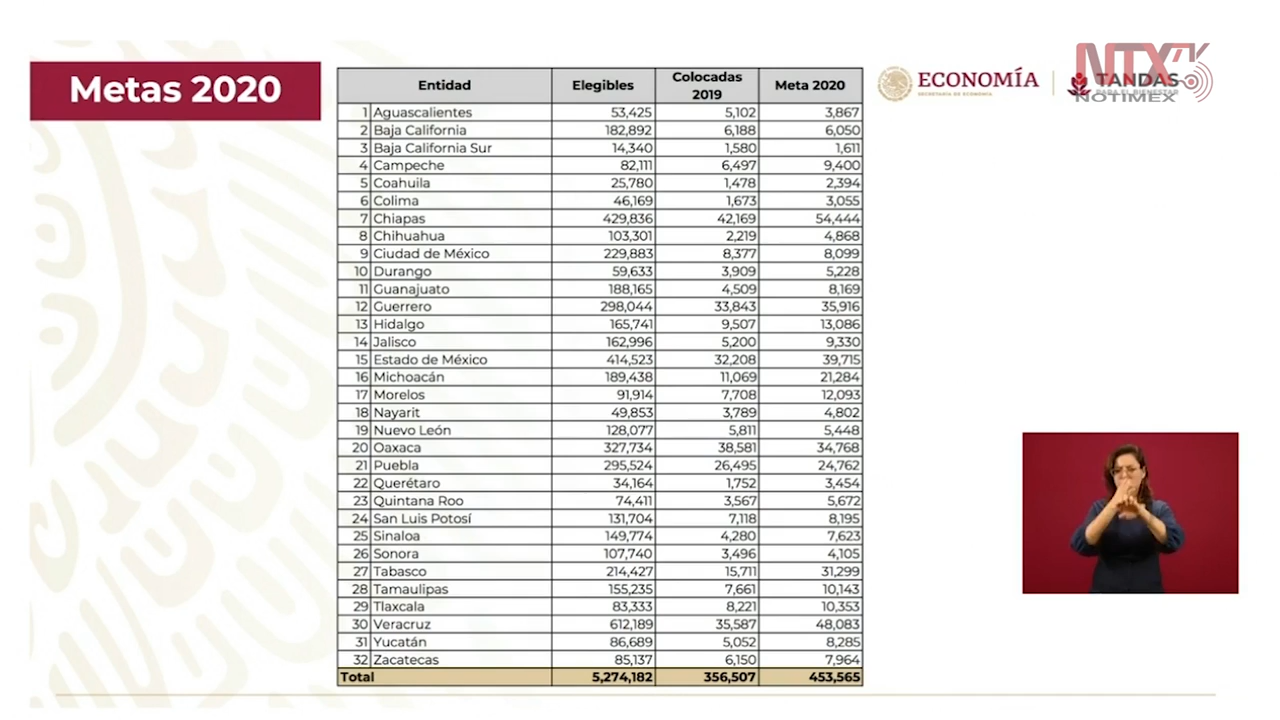 Metas 2020
Entidad Elegibles Colocadas 2019 Meta 2020
1 Aguascalientes 53,425 5,102 3,867
2 Baja California 182,892 6,188 6,050
3 Baja California Sur 14,340 1,580 1,611
4 Campeche 82,111 6,497 9,400
5 Coahuila 25,780 1,478 2,394
6 Colima 46,169 1,673 3,055
7 Chiapas 429,836 42,169 54,444
8 Chihuahua 103,301 2,219 4,868
9 Ciudad de México 229,883 8,377 8,099
10 Durango 59,633 3,909 5,228
11 Guanajuato 188,165 4,509 8,169
12 Guerrero 298,044 33,843 35,916
13 Hidalgo 165,741 9,507 13,086
14 Jalisco 162,996 5,200 9,330
15 Estado de México 414,523 32,208 39,715
16 Michoacán 189,438 11,069 21,284
17 Morelos 91,914 7,708 12,093
18 Nayarit 49,853 3,789 4,802
19 Nuevo León 128,077 5,811 5,448
20 Oaxaca 327,734 38,581 34,768
21 Puebla 295,524 26,495 24,762
22 Querétaro 34,164 1,752 3,454
23 Quintana Roo 74,411 3,567 5,672
24 San Luis Potosí 131,704 7,118 8,195
25 Sinaloa 149,774 4,280 7,623
26 Sonora 107,740 3,496 4,105
27 Tabasco 214,427 15,711 31,299
28 Tamaulipas 155,235 7,661 10,143
29 Tlaxcala 83,333 8,221 10,353
30 Veracruz 612,189 35,587 48,083
31 Yucatán 86,689 5,052 8,285
32 Zacatecas 85,137 6,150 7,964
Total 5,274,182 356,507 453,565
ECONOMÍA
SECRETARÍA DE ECONOMÍA
TANDAS
PARA EL BIENESTAR
NTX TV
NOTIMEX